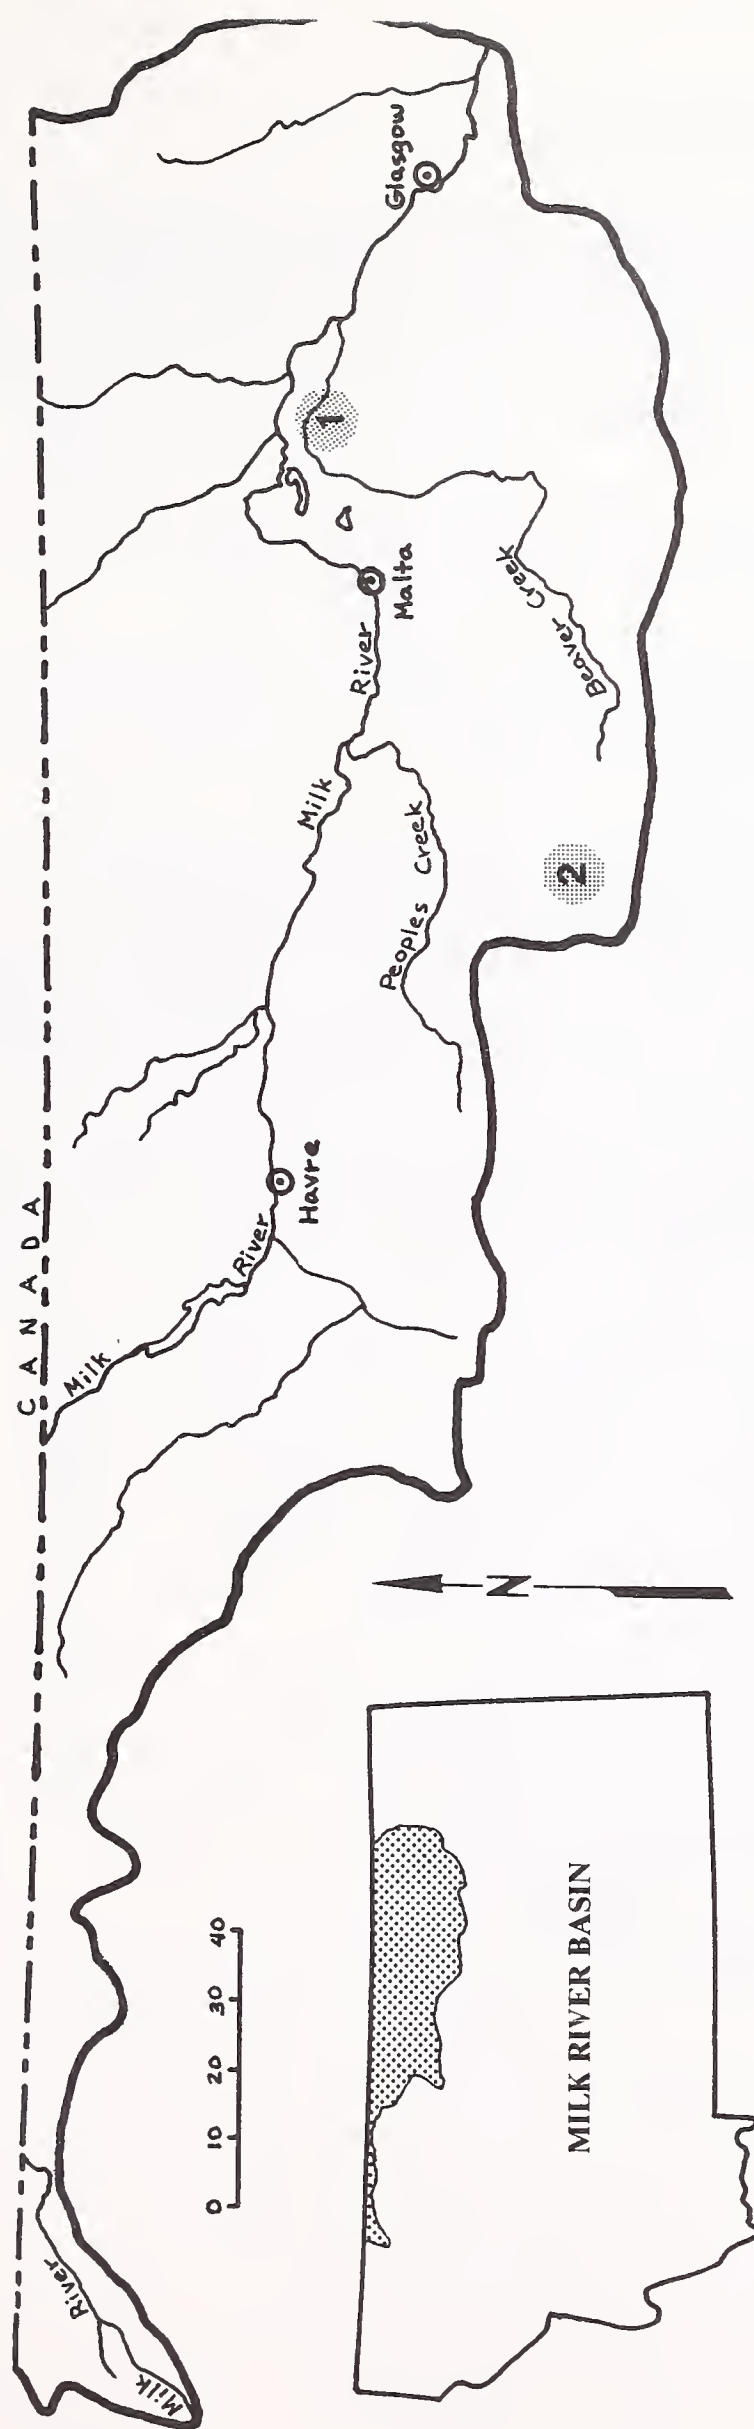 CANADA
Milk River
Milk River
Havre
Milk River
Peoples Creek
Malta
Beaver Creek
Glasgow
1
2
N
0 10 20 30 40
MILK RIVER BASIN